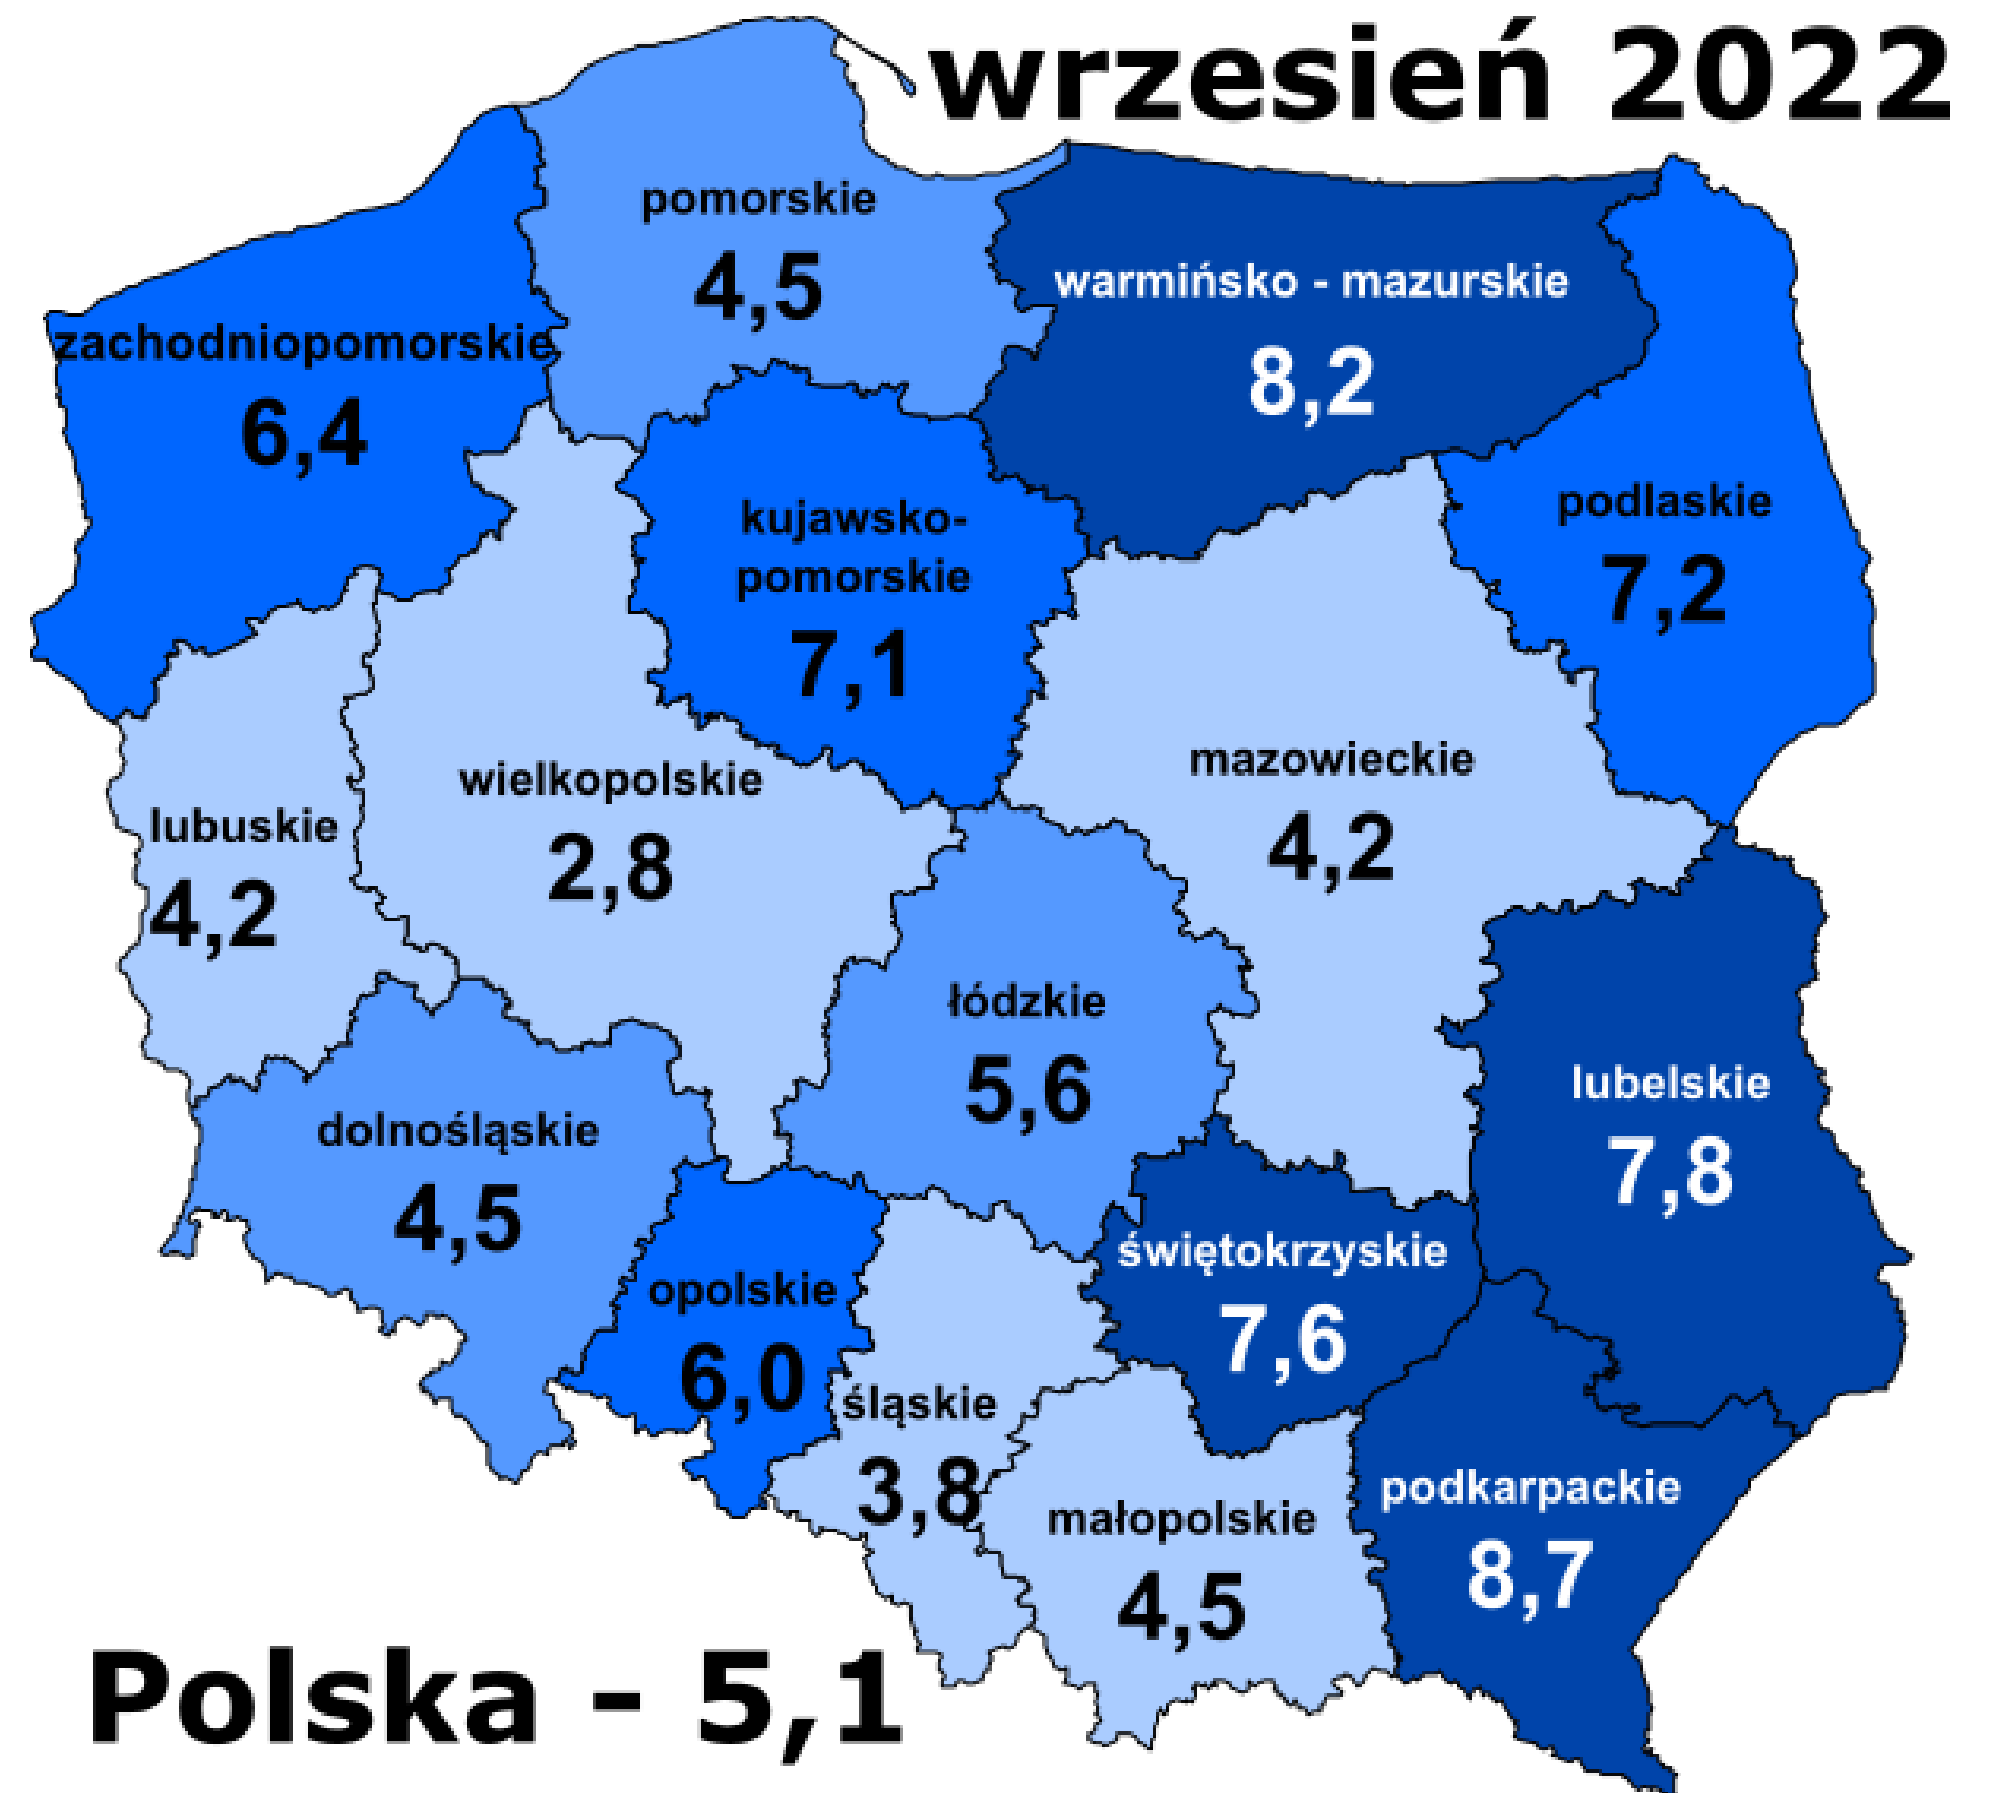 wrzesień 2022
pomorskie
4,5
warmińsko - mazurskie
8,2
zachodniopomorskie
6,4
podlaskie
7,2
kujawsko-
pomorskie
7,1
mazowieckie
4,2
wielkopolskie
2,8
lubuskie
4,2
łódzkie
5,6
lubelskie
7,8
dolnośląskie
4,5
świętokrzyskie
7,6
opolskie
6,0
śląskie
3,8
podkarpackie
8,7
małopolskie
4,5
Polska - 5,1